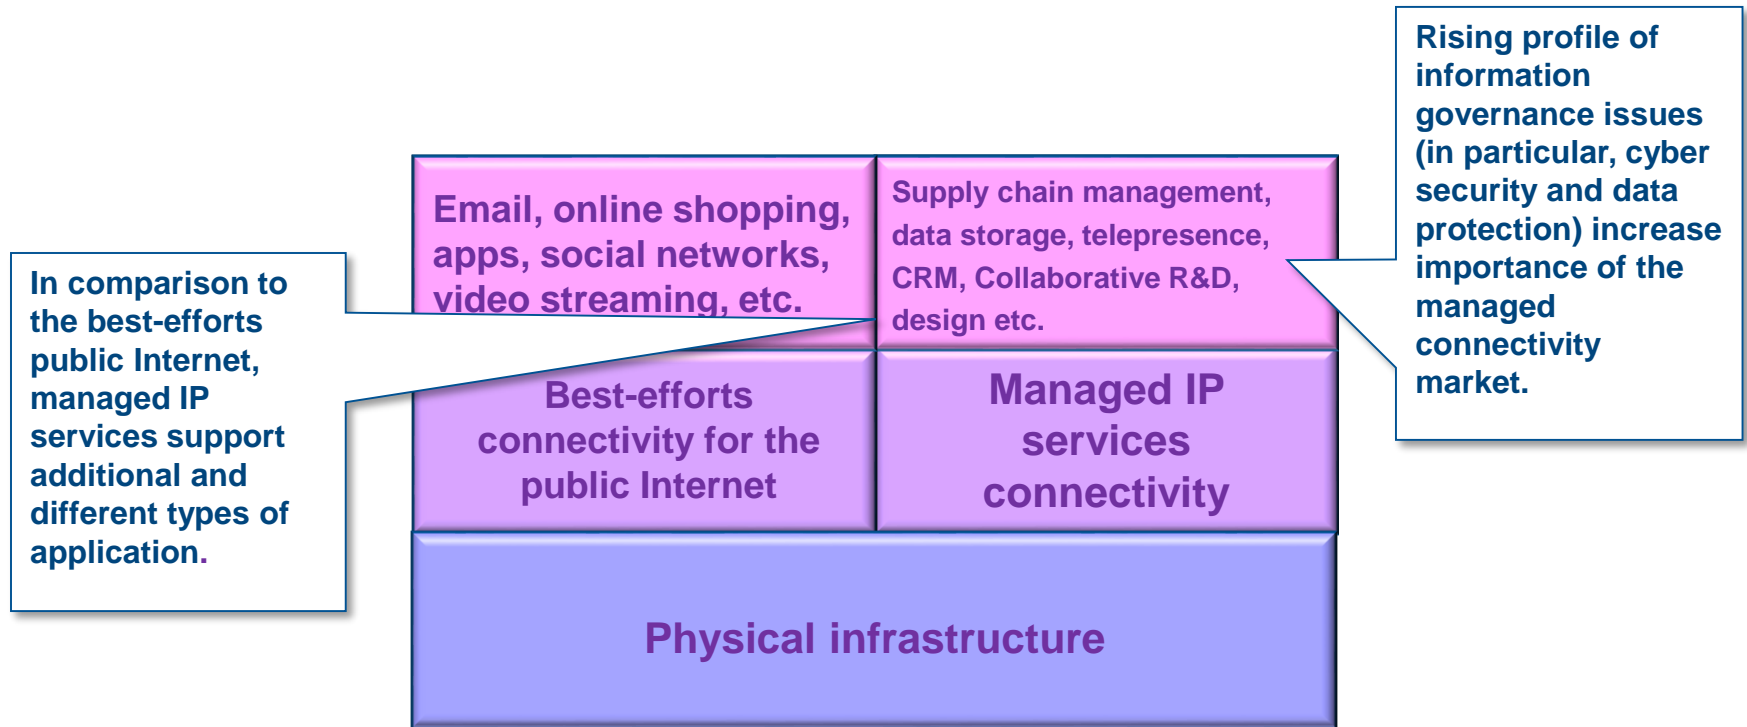 In comparison to
the best-efforts
public Internet,
managed IP
services support
additional and
different types of
application.
Email, online shopping,
apps, social networks,
video streaming, etc.
Supply chain management,
data storage, telepresence,
CRM, Collaborative R&D,
design etc.
Rising profile of
information
governance issues
(in particular, cyber
security and data
protection) increase
importance of the
managed
connectivity
market.
Best-efforts
connectivity for the
public Internet
Managed IP
services
connectivity
Physical infrastructure